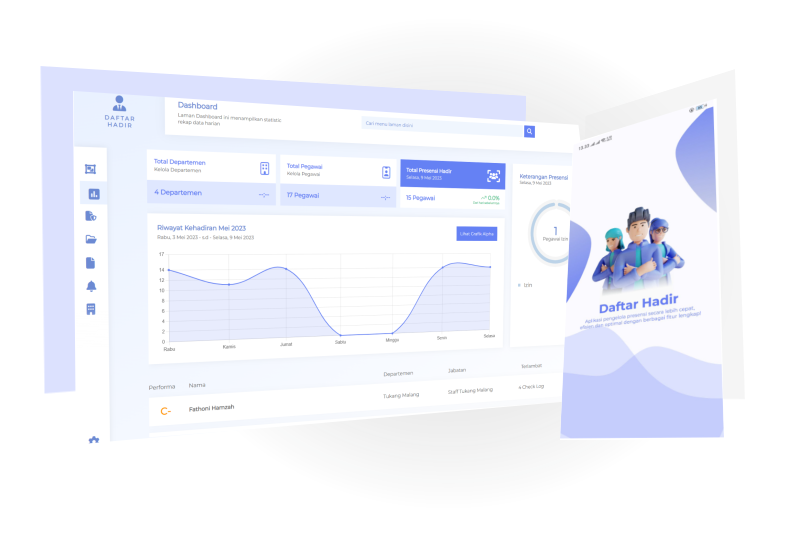 DAFTAR
HADIR
Dashboard
Laman Dashboard ini menampilkan statistic
rekap data harian
Cari menu laman disini
Total Departemen
Kelola Departemen
4 Departemen
Total Pegawai
Kelola Pegawai
17 Pegawai
Total Presensi Hadir
Selasa, 9 Mei 2023
15 Pegawai
0.0%
Keterangan Presensi
Selasa, 9 Mei 2023
1
Pegawai Izin
Izin
Riwayat Kehadiran Mei 2023
Rabu, 3 Mei 2023 - s.d - Selasa, 9 Mei 2023
Lihat Grafik Alpha
17
14
12
10
8
6
4
2
0
Rabu
Kamis
Jumat
Sabtu
Minggu
Senin
Selasa
Performa
Nama
Departemen
Jabatan
Terlambat
C-
Fathoni Hamzah
Tukang Malang
Staff Tukang Malang
4 Check Log
Daftar Hadir
Aplikasi pengelola presensi secara lebih cepat,
efisien dan optimal dengan berbagai fitur lengkap!